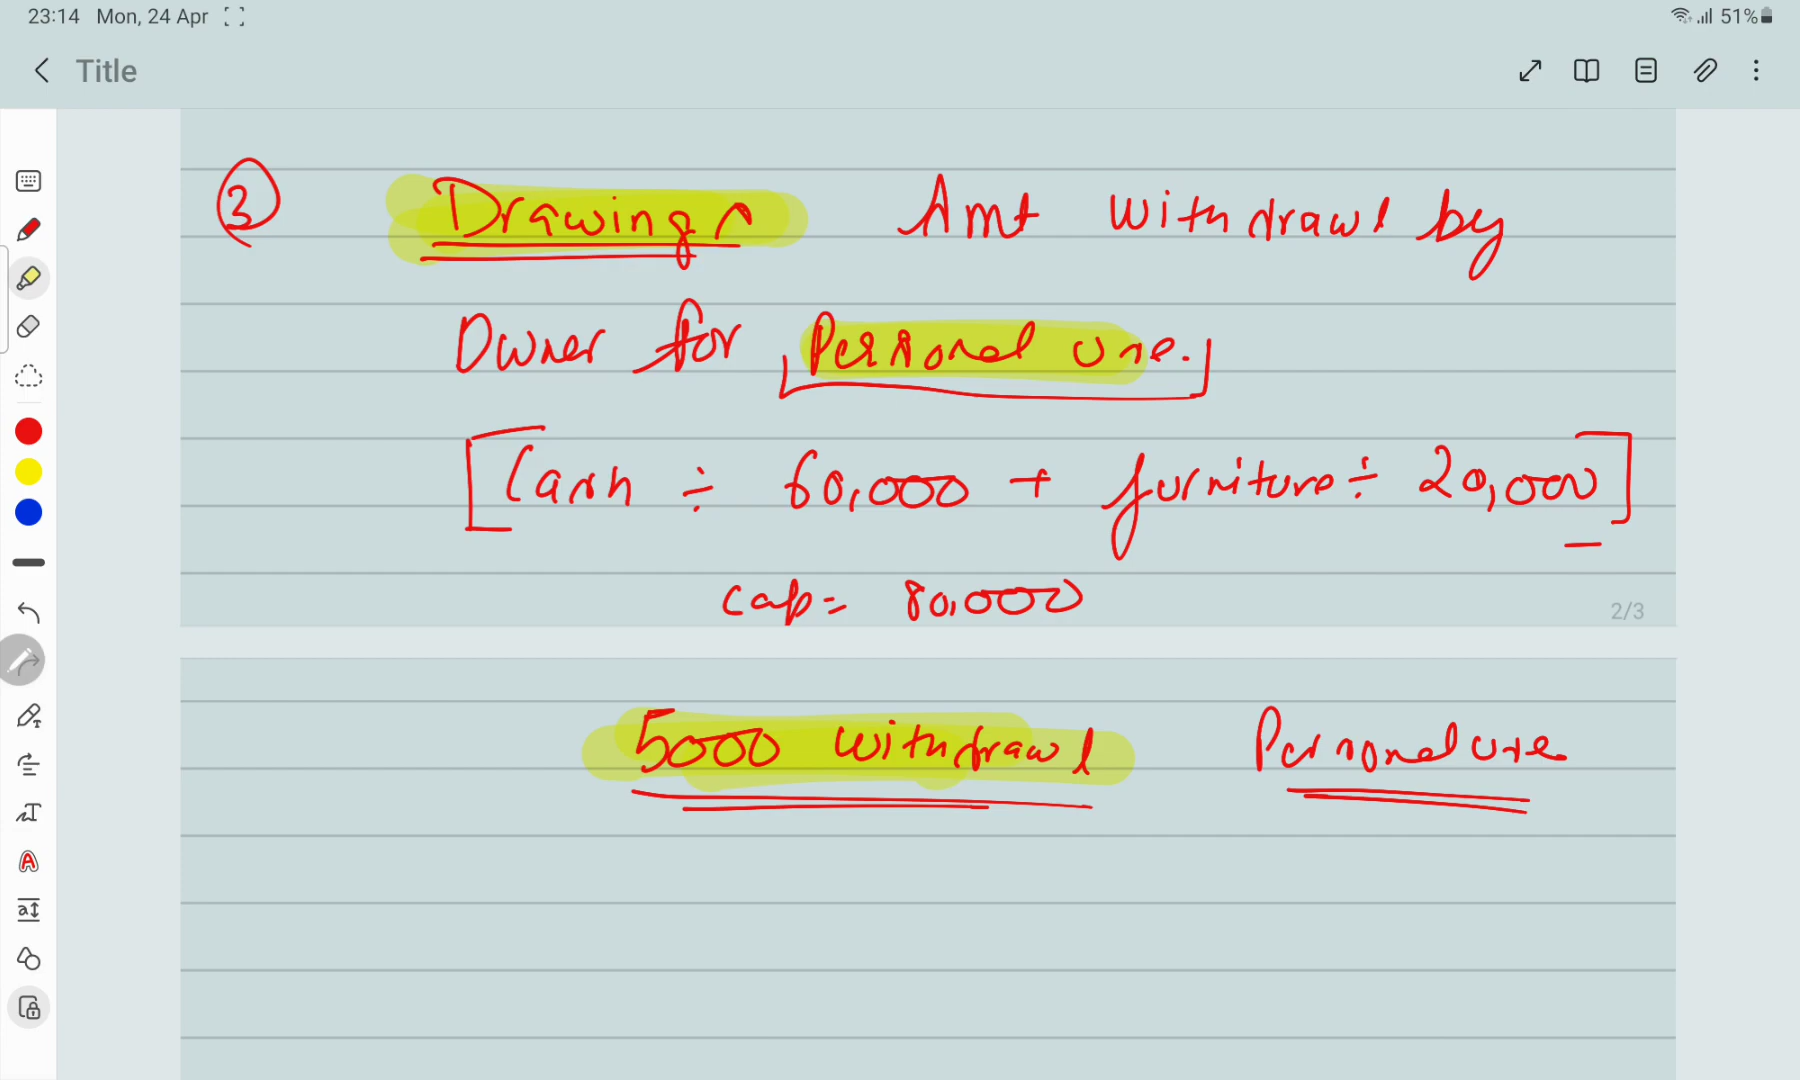 23:14 Mon, 24 Apr 51%
Title
3 Drawings Amt withdrawl by
Owner for Personal use.
[Cash ÷ 60,000 + furniture ÷ 20,000]
cap= 80,000
2/3
5000 withdrawl Personal use